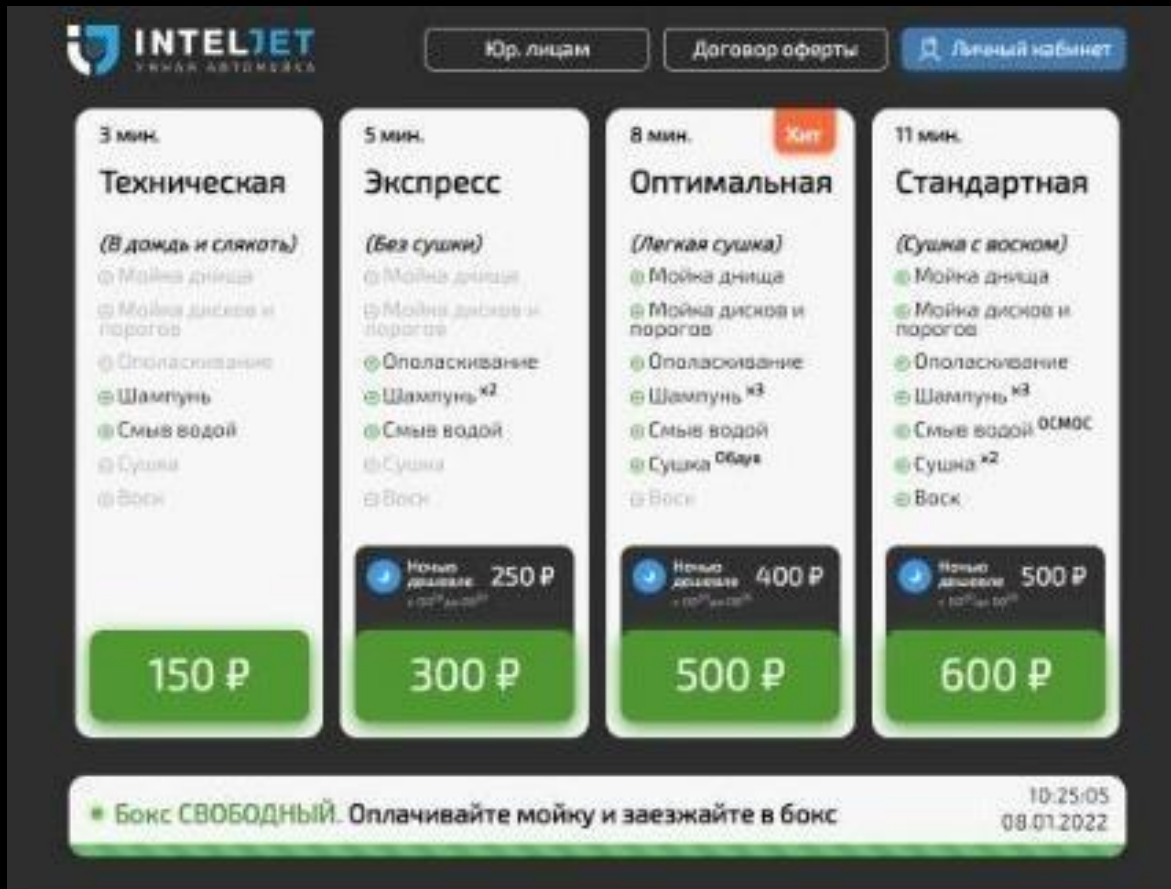 INTELJET
УМНАЯ АВТОМОЙКА
Юр. лицам
Договор оферты
Личный кабинет
3 мин.
Техническая
(В дождь и слякоть)
Мойка днища
Мойка дисков и
порогов
Ополаскивание
Шампунь
Смыв водой
Сушка
Воск
150 ₽
5 мин.
Экспресс
(Без сушки)
Мойка днища
Мойка дисков и
порогов
Ополаскивание
Шампунь x2
Смыв водой
Сушка
Воск
Ночью
дешевле
250 ₽
300 ₽
8 мин.
Хит
Оптимальная
(Легкая сушка)
Мойка днища
Мойка дисков и
порогов
Ополаскивание
Шампунь x3
Смыв водой
Сушка Обдув
Воск
Ночью
дешевле
400 ₽
500 ₽
11 мин.
Стандартная
(Сушка с воском)
Мойка днища
Мойка дисков и
порогов
Ополаскивание
Шампунь x3
Смыв водой ОСМОС
Сушка x2
Воск
Ночью
дешевле
500 ₽
600 ₽
Бокс СВОБОДНЫЙ. Оплачивайте мойку и заезжайте в бокс
10:25:05
08.01.2022